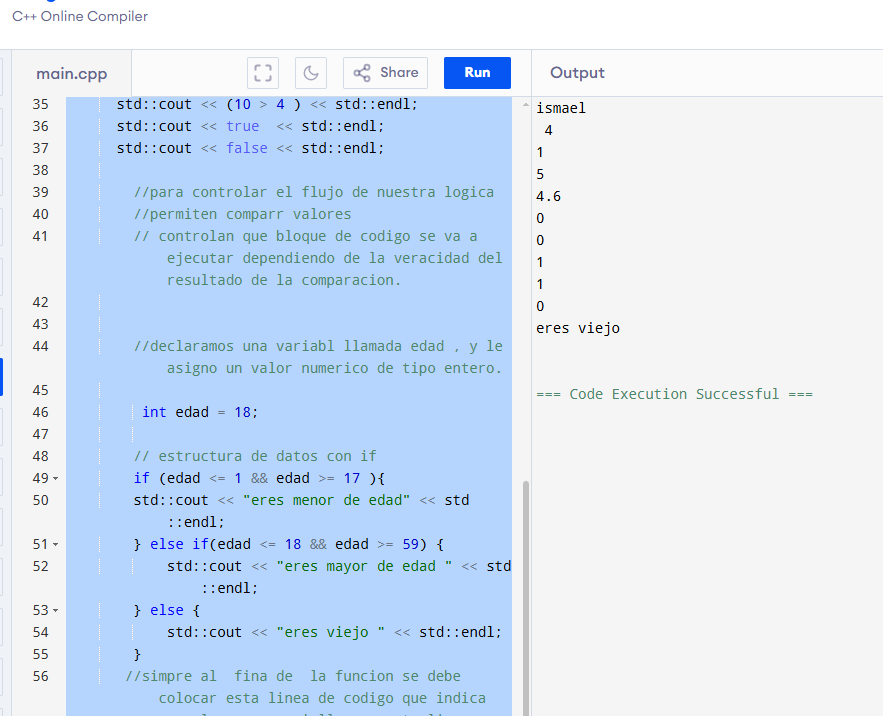 C++ Online Compiler
main.cpp
Share
Run
Output
35 std::cout << (10 > 4 ) << std::endl;
36 std::cout << true  << std::endl;
37 std::cout << false << std::endl;
38
39 //para controlar el flujo de nuestra logica
40 //permiten comparr valores
41 // controlan que bloque de codigo se va a
ejecutar dependiendo de la veracidad del
resultado de la comparacion.
42
43
44 //declaramos una variabl llamada edad , y le
asigno un valor numerico de tipo entero.
45
46 int edad = 18;
47
48 // estructura de datos con if
49 if (edad <= 1 && edad >= 17 ){
50 std::cout << "eres menor de edad" << std
::endl;
51 } else if(edad <= 18 && edad >= 59) {
52 std::cout << "eres mayor de edad " << std
::endl;
53 } else {
54 std::cout << "eres viejo " << std::endl;
55 }
56 //simpre al  fina de  la funcion se debe
colocar esta linea de codigo que indica
ismael
4
1
5
4.6
0
0
1
1
0
eres viejo
=== Code Execution Successful ===